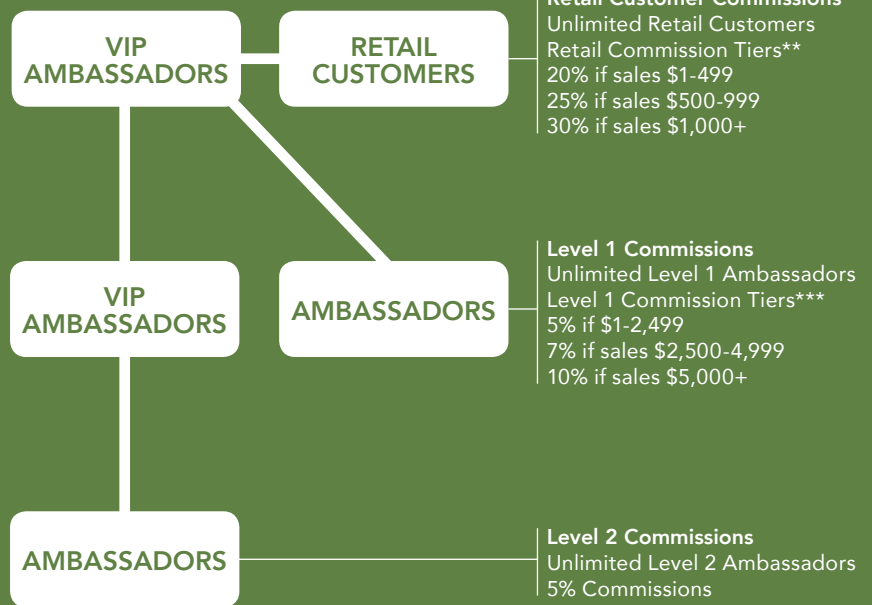 VIP
AMBASSADORS
RETAIL
CUSTOMERS
Retail Customer Commissions
Unlimited Retail Customers
Retail Commission Tiers**
20% if sales $1-499
25% if sales $500-999
30% if sales $1,000+
VIP
AMBASSADORS
AMBASSADORS
Level 1 Commissions
Unlimited Level 1 Ambassadors
Level 1 Commission Tiers***
5% if $1-2,499
7% if sales $2,500-4,999
10% if sales $5,000+
AMBASSADORS
Level 2 Commissions
Unlimited Level 2 Ambassadors
5% Commissions